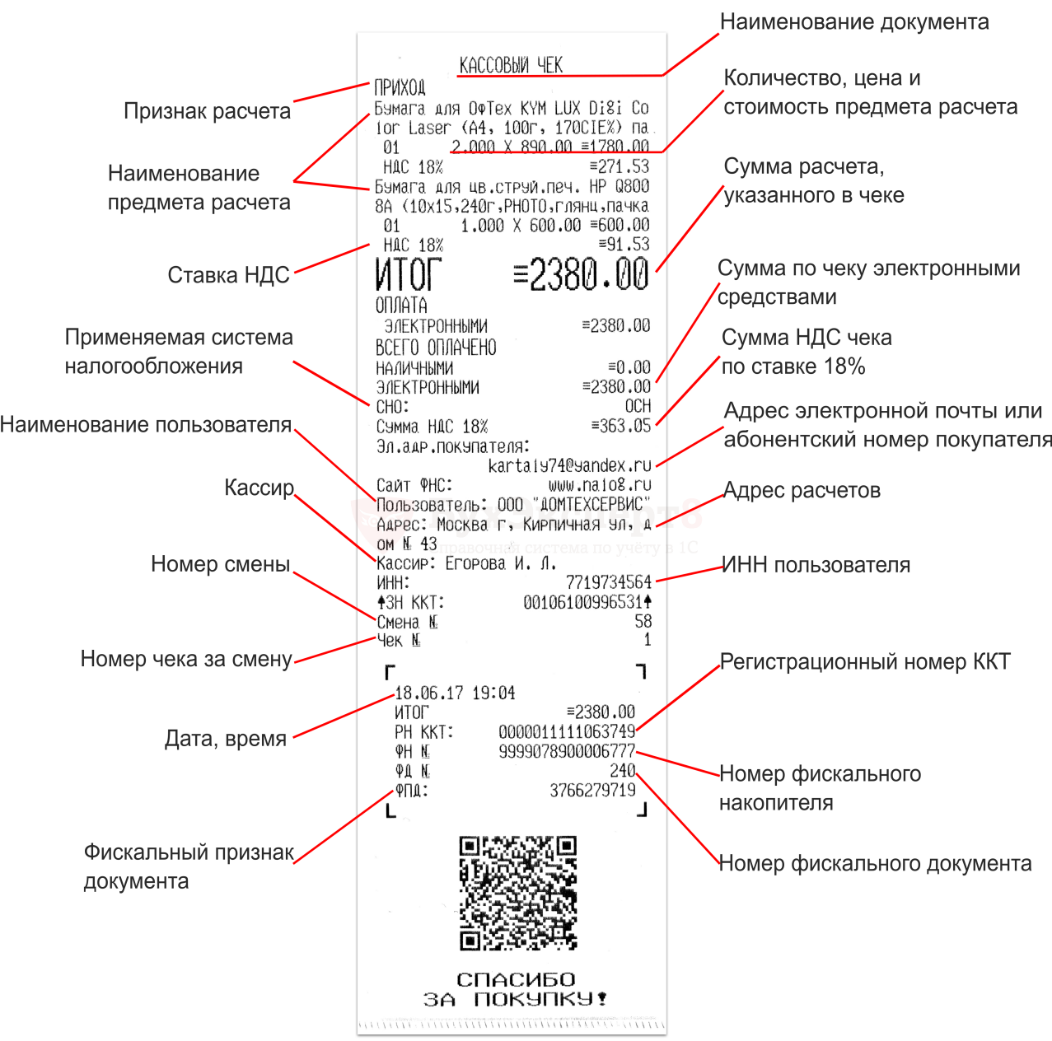 Наименование документа
Количество, цена и
стоимость предмета расчета
Сумма расчета,
указанного в чеке
Сумма по чеку электронными
средствами
Сумма НДС чека
по ставке 18%
Адрес электронной почты или
абонентский номер покупателя
Адрес расчетов
ИНН пользователя
Регистрационный номер ККТ
Номер фискального
накопителя
Номер фискального документа
Признак расчета
Наименование
предмета расчета
Ставка НДС
Применяемая система
налогообложения
Наименование пользователя
Кассир
Номер смены
Номер чека за смену
Дата, время
Фискальный признак
документа
КАССОВЫЙ ЧЕК
ПРИХОД
Бумага для ОфТех KYM LUX Digi Co
lor Laser (A4, 100г, 170CIE%) па
01 2.000 X 890.00 ≡1780.00
НДС 18% ≡271.53
Бумага для цв.струй.печ. HP Q800
8A (10x15,240г,PHOTO,глянц,пачка
01 1.000 X 600.00 ≡600.00
НДС 18% ≡91.53
ИТОГ ≡2380.00
ОПЛАТА
ЭЛЕКТРОННЫМИ ≡2380.00
ВСЕГО ОПЛАЧЕНО
НАЛИЧНЫМИ ≡0.00
ЭЛЕКТРОННЫМИ ≡2380.00
СНО: ОСН
Сумма НДС 18% ≡363.05
Эл.адр.покупателя:
kartaly74@yandex.ru
Сайт ФНС: www.nalog.ru
Пользователь: ООО "ДОМТЕХСЕРВИС"
Адрес: Москва г, Кирпичная ул, д
ом № 43
справочная система по учёту в 1С
Кассир: Егорова И. Л.
ИНН: 7719734564
ЗН ККТ: 00106100996531
Смена № 58
Чек № 1
18.06.17 19:04
ИТОГ ≡2380.00
РН ККТ: 0000011111063749
ФН № 9999078900006777
ФД № 240
ФПД: 3766279719
СПАСИБО
ЗА ПОКУПКУ!